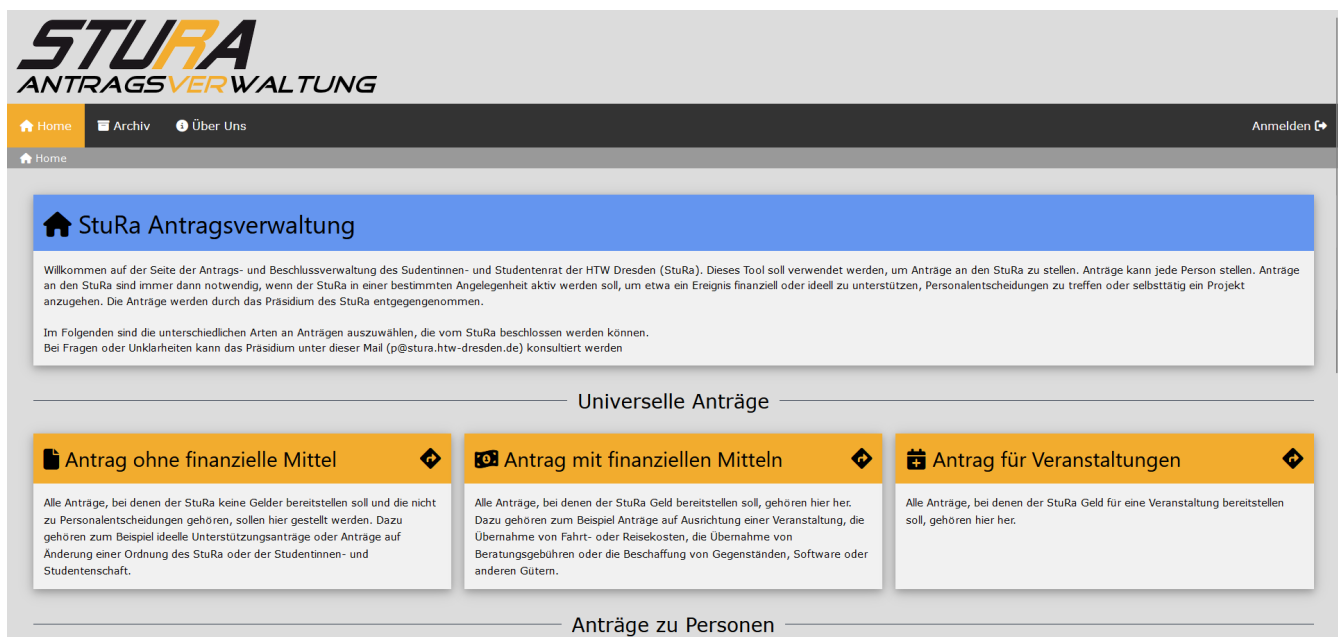 STURA
ANTRAGSVERWALTUNG
Home Archiv Über Uns Anmelden
Home
StuRa Antragsverwaltung
Willkommen auf der Seite der Antrags- und Beschlussverwaltung des Sudentinnen- und Studentenrat der HTW Dresden (StuRa). Dieses Tool soll verwendet werden, um Anträge an den StuRa zu stellen. Anträge kann jede Person stellen. Anträge
an den StuRa sind immer dann notwendig, wenn der StuRa in einer bestimmten Angelegenheit aktiv werden soll, um etwa ein Ereignis finanziell oder ideell zu unterstützen, Personalentscheidungen zu treffen oder selbsttätig ein Projekt
anzugehen. Die Anträge werden durch das Präsidium des StuRa entgegengenommen.
Im Folgenden sind die unterschiedlichen Arten an Anträgen auszuwählen, die vom StuRa beschlossen werden können.
Bei Fragen oder Unklarheiten kann das Präsidium unter dieser Mail (p@stura.htw-dresden.de) konsultiert werden
Universelle Anträge
Antrag ohne finanzielle Mittel
Alle Anträge, bei denen der StuRa keine Gelder bereitstellen soll und die nicht
zu Personalentscheidungen gehören, sollen hier gestellt werden. Dazu
gehören zum Beispiel ideelle Unterstützungsanträge oder Anträge auf
Änderung einer Ordnung des StuRa oder der Studentinnen- und
Studentenschaft.
Antrag mit finanziellen Mitteln
Alle Anträge, bei denen der StuRa Geld bereitstellen soll, gehören hier her.
Dazu gehören zum Beispiel Anträge auf Ausrichtung einer Veranstaltung, die
Übernahme von Fahrt- oder Reisekosten, die Übernahme von
Beratungsgebühren oder die Beschaffung von Gegenständen, Software oder
anderen Gütern.
Antrag für Veranstaltungen
Alle Anträge, bei denen der StuRa Geld für eine Veranstaltung bereitstellen
soll, gehören hier her.
Anträge zu Personen